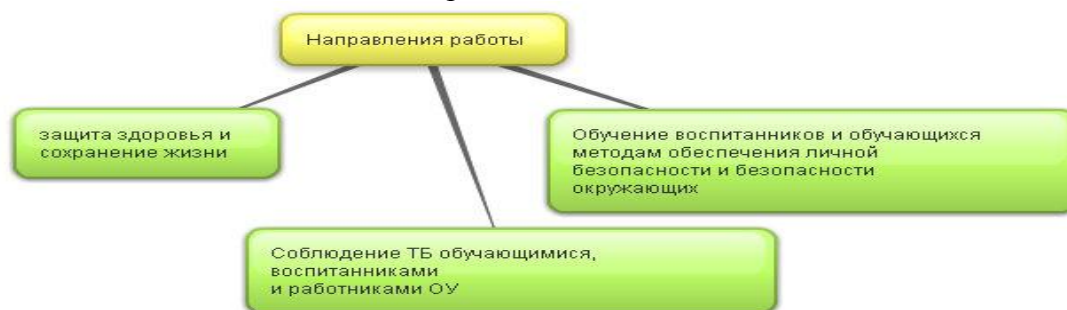 Направления работы
защита здоровья и
сохранение жизни
Обучение воспитанников и обучающихся
методам обеспечения личной
безопасности и безопасности
окружающих
Соблюдение ТБ обучающимися,
воспитанниками
и работниками ОУ